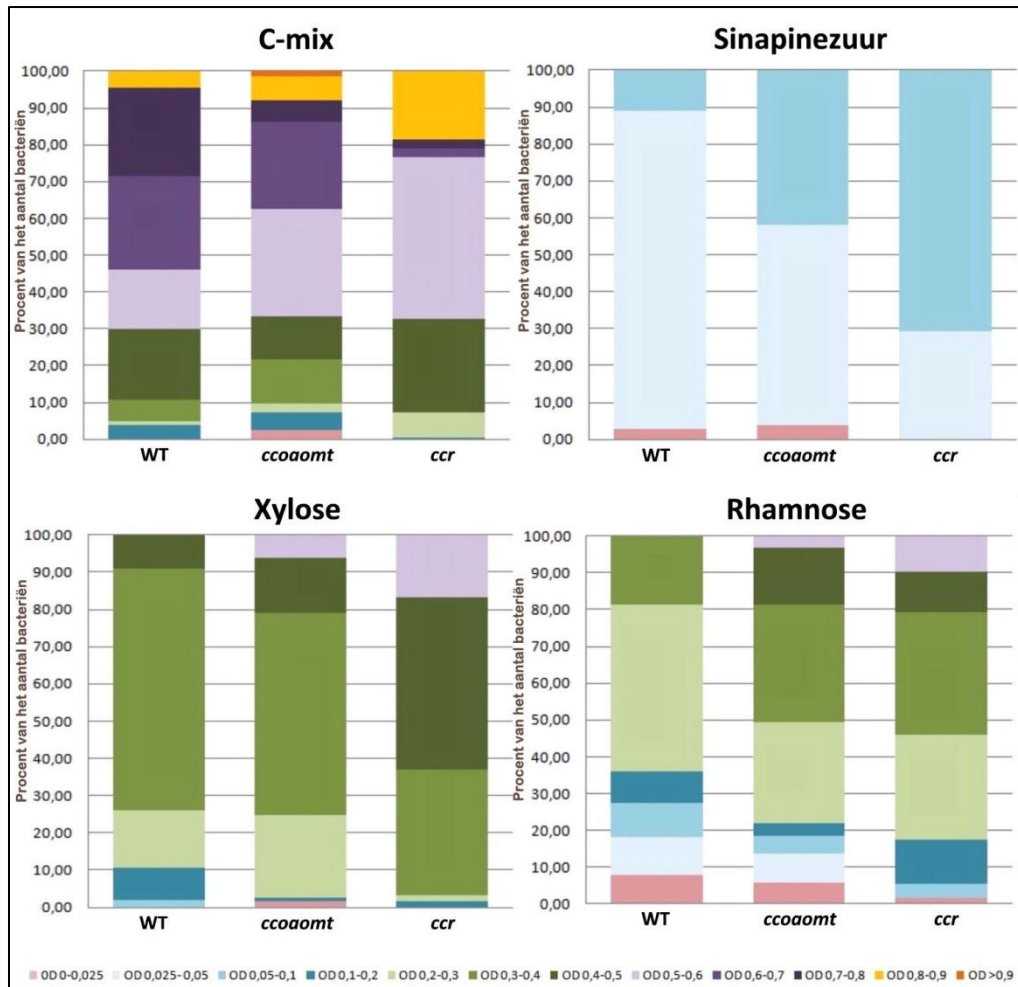 C-mix
Procent van het aantal bacteriën
100,00
90,00
80,00
70,00
60,00
50,00
40,00
30,00
20,00
10,00
0,00
WT
ccoaomt
ccr
Sinapinezuur
Procent van het aantal bacteriën
100,00
90,00
80,00
70,00
60,00
50,00
40,00
30,00
20,00
10,00
0,00
WT
ccoaomt
ccr
Xylose
Procent van het aantal bacteriën
100,00
90,00
80,00
70,00
60,00
50,00
40,00
30,00
20,00
10,00
0,00
WT
ccoaomt
ccr
Rhamnose
Procent van het aantal bacteriën
100,00
90,00
80,00
70,00
60,00
50,00
40,00
30,00
20,00
10,00
0,00
WT
ccoaomt
ccr
OD 0-0,025 OD 0,025- 0,05 OD 0,05-0,1 OD 0,1-0,2 OD 0,2-0,3 OD 0,3-0,4 OD 0,4-0,5 OD 0,5-0,6 OD 0,6-0,7 OD 0,7-0,8 OD 0,8-0,9 OD >0,9